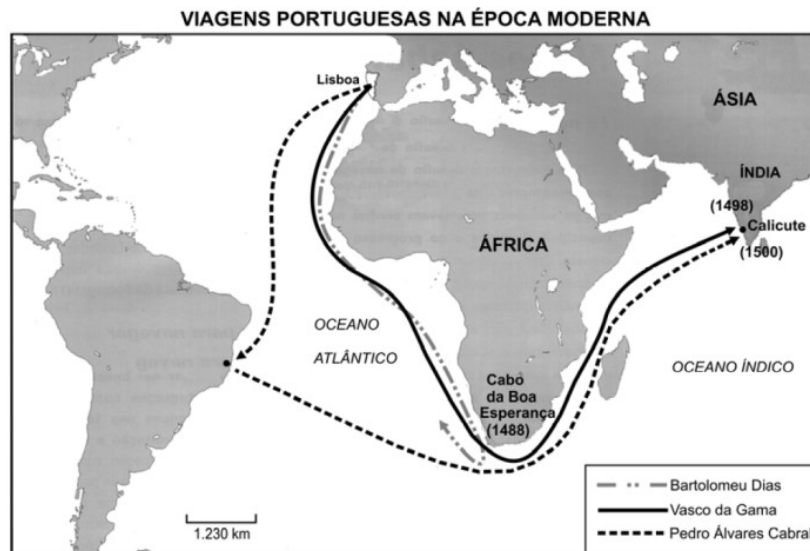 VIAGENS PORTUGUESAS NA ÉPOCA MODERNA
Lisboa
ÁSIA
ÍNDIA
(1498)
Calicute
(1500)
ÁFRICA
OCEANO
ATLÂNTICO
OCEANO ÍNDICO
Cabo
da Boa
Esperança
(1488)
1.230 km
Bartolomeu Dias
Vasco da Gama
Pedro Álvares Cabral